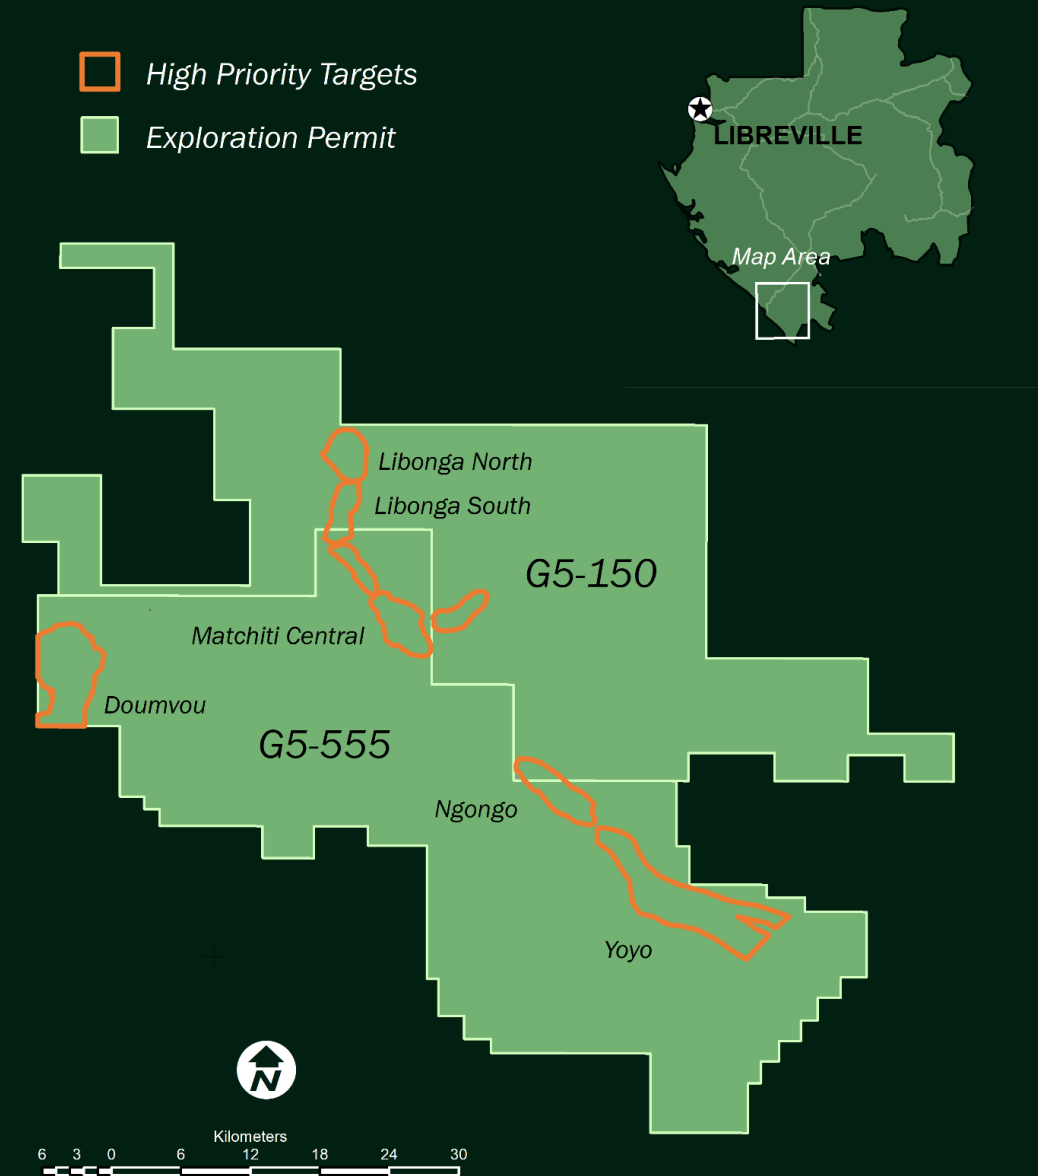 High Priority Targets
Exploration Permit
LIBREVILLE
Map Area
Libonga North
Libonga South
G5-150
Matchiti Central
Doumvou
G5-555
Ngongo
Yoyo
N
Kilometers
6 3 0 6 12 18 24 30